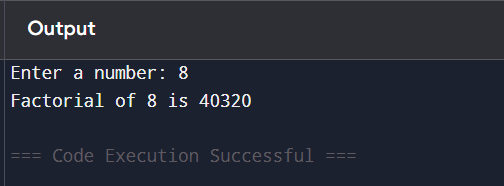 Output
Enter a number: 8
Factorial of 8 is 40320
=== Code Execution Successful ===